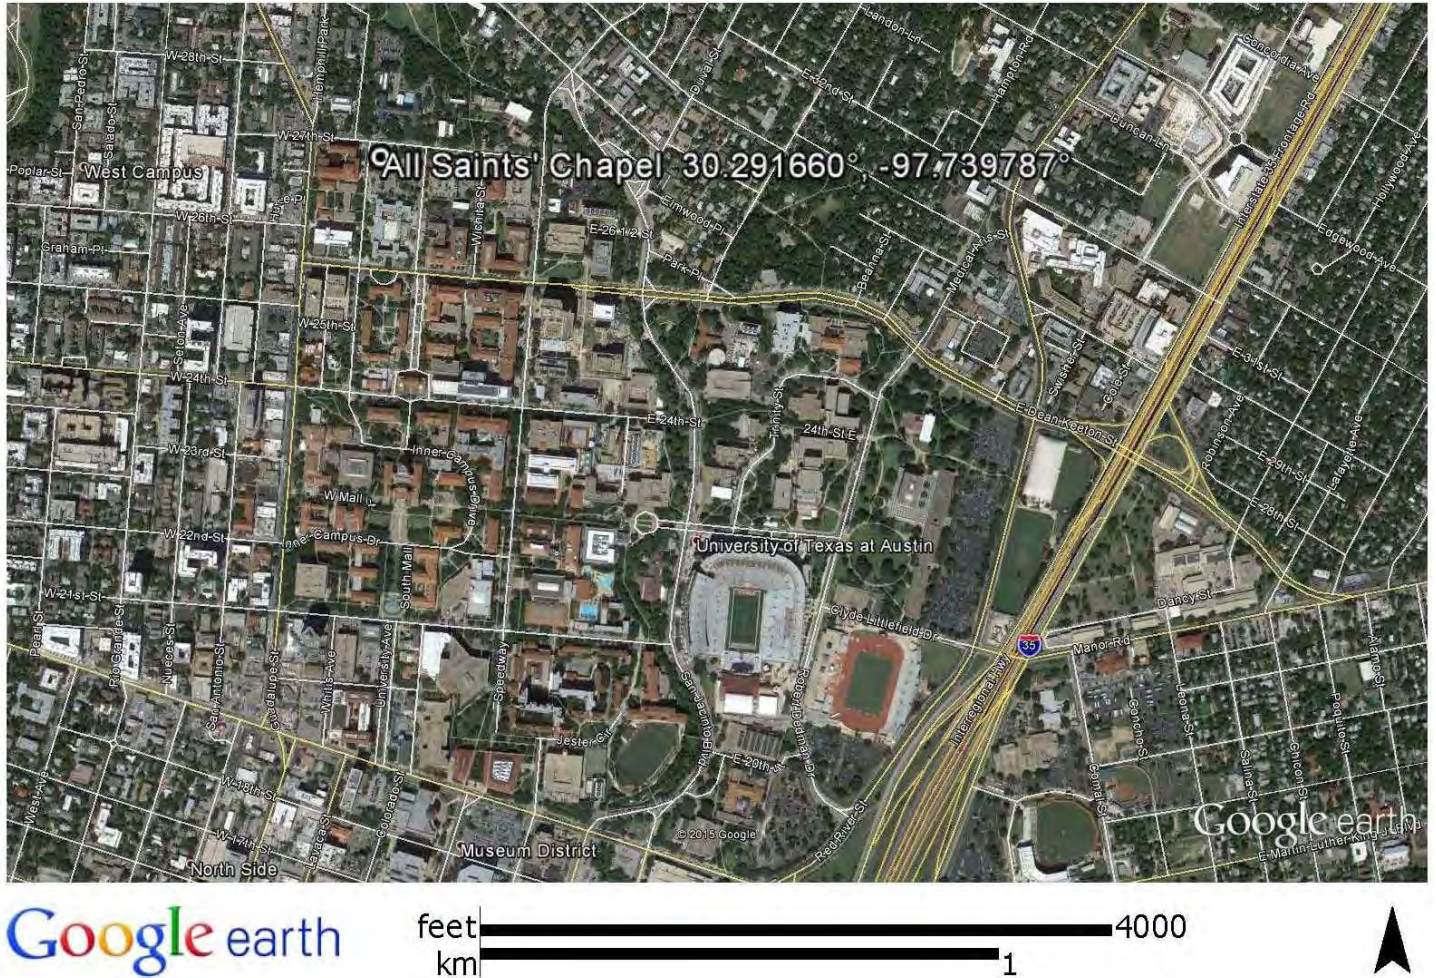 Landon Ln
Concordia Ave
San Pedro St
W 28th St
Hemphill Park
Duval St
E 32nd St
Hampton Rd
Salado St
W 27th St
Duncan Ln
Interstate 35 Frontage Rd
Hollywood Ave
Poplar St
West Campus
All Saints' Chapel 30.291660°, -97.739787°
W 26th St
Wichita St
Elmwood Pl
E 26 1/2 St
Medical Arts St
Edgewood Ave
Graham Pl
Park Pl
Beanna St
Seton Ave
W 25th St
W 24th St
Swisher St
Cole St
E 31st St
E Dean Keeton St
Robinson Ave
Lafayette Ave
E 24th St
Trinity St
24th St E
W 23rd St
Inner Campus Drive
E 29th St
W Mall
E 28th St
W 22nd St
Inner Campus Dr
South Mall
University of Texas at Austin
W 21st St
Dancy St
Clyde Littlefield Dr
35
Manor Rd
Pearl St
Rio Grande St
Nueces St
San Antonio St
Guadalupe St
Whitis Ave
University Ave
Speedway
San Jacinto Blvd
Robert Dedman Dr
Interregional Hwy
Concho St
Leona St
Poquito St
Alamo St
Jester Cir
E 20th St
Comal St
Salina St
Chicon St
West Ave
W 18th St
Colorado St
Lavaca St
W 17th St
Red River St
© 2015 Google
Google earth
E Martin Luther King Jr Blvd
Museum District
North Side
Google earth
feet 4000
km 1